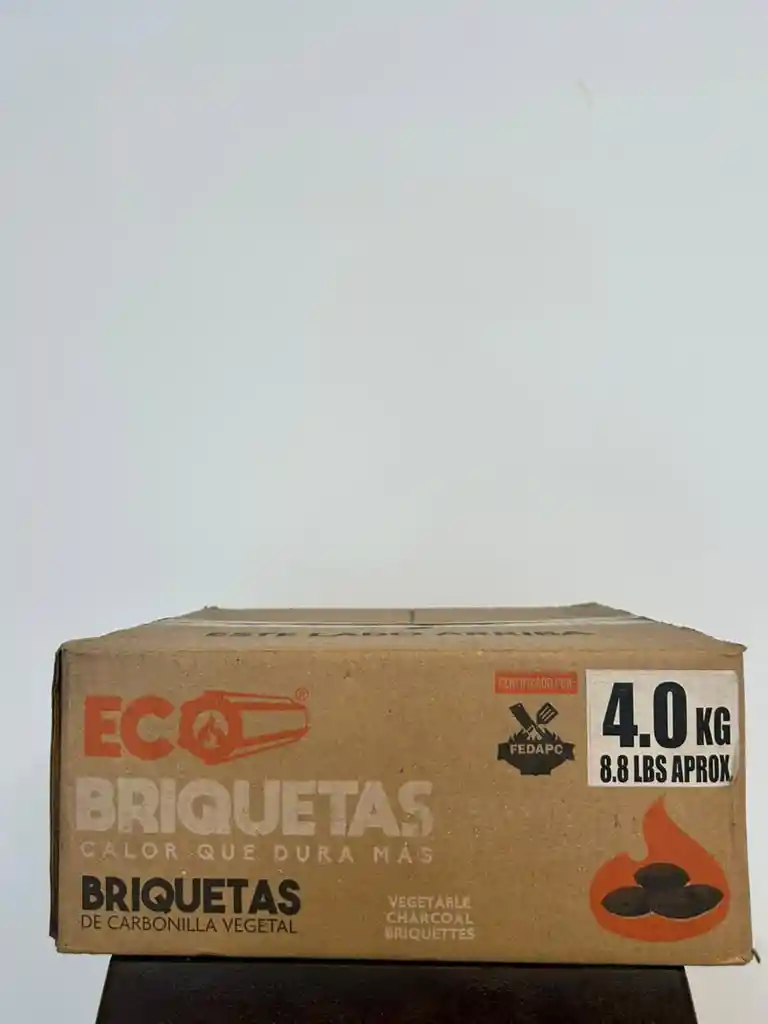 ESTE LADO ARRIBA
ECO®
BRIQUETAS
CALOR QUE DURA MÁS
BRIQUETAS
DE CARBONILLA VEGETAL
VEGETABLE
CHARCOAL
BRIQUETTES
CERTIFICADO POR
FEDAPC
4.0 KG
8.8 LBS APROX